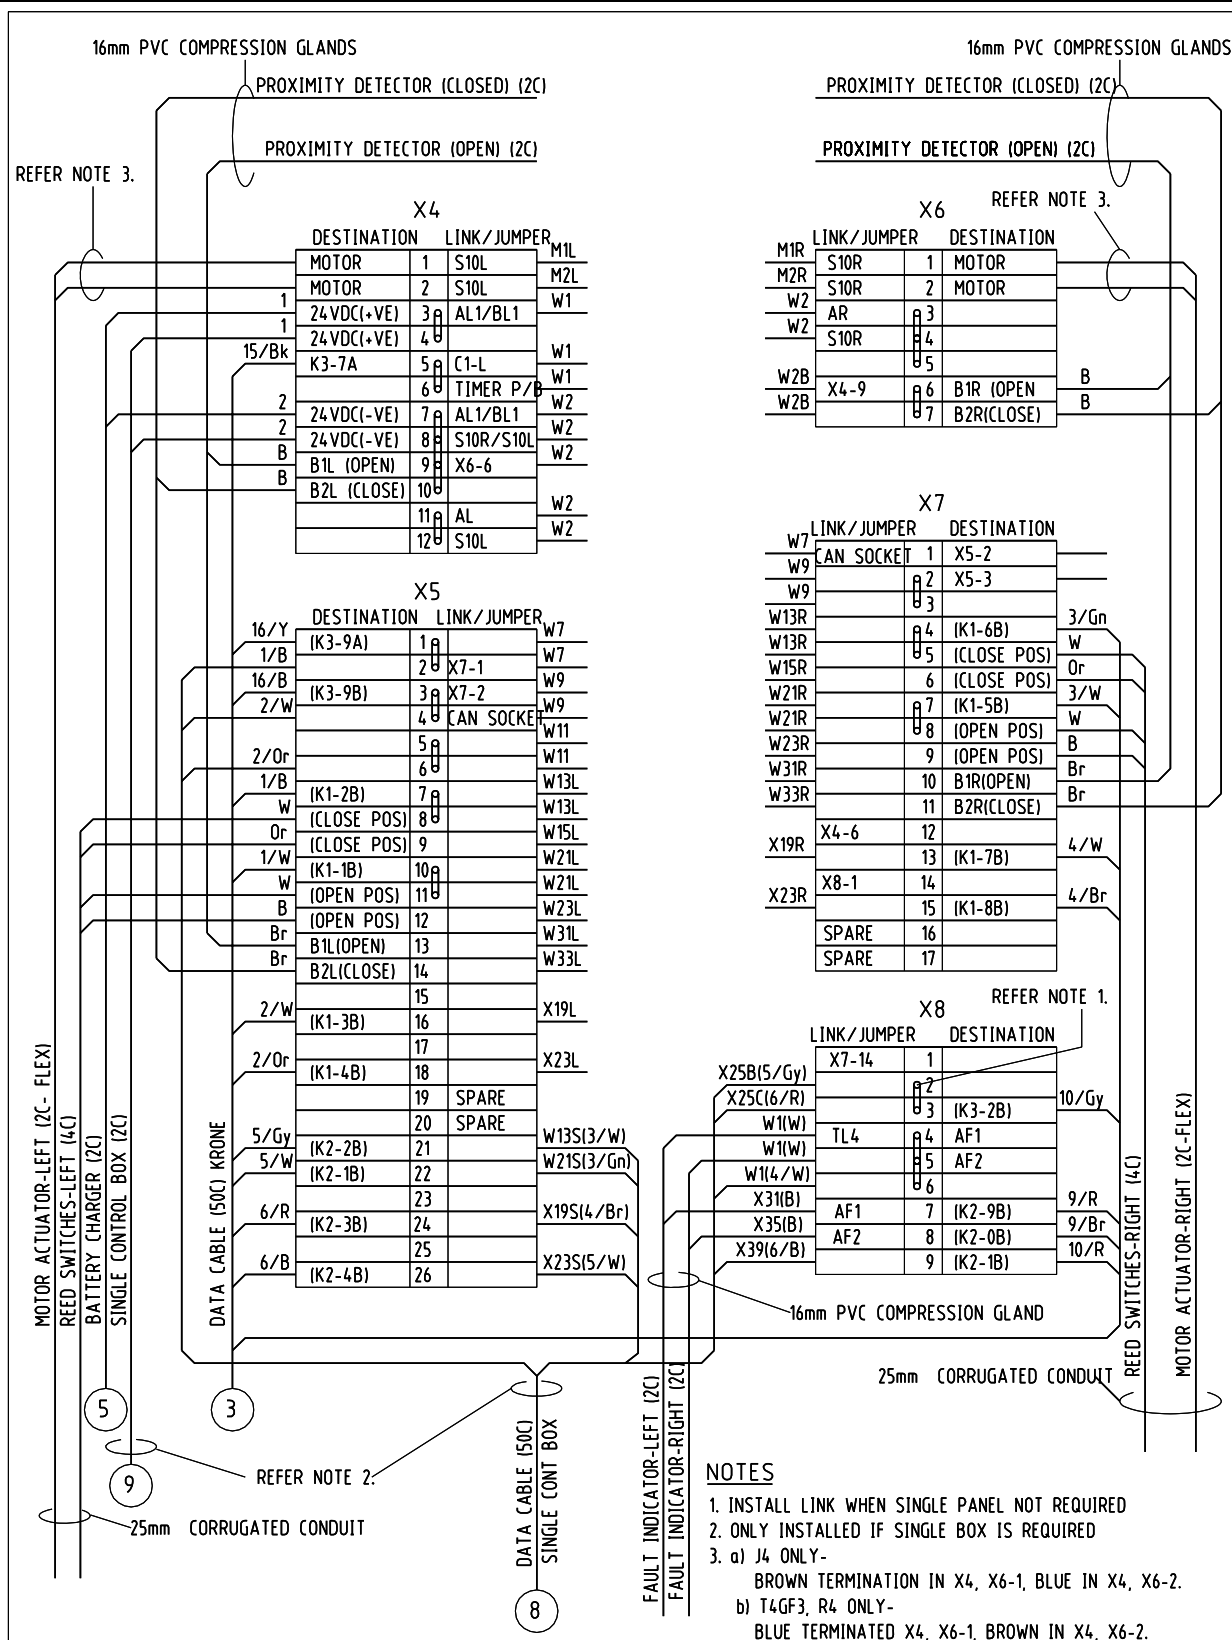 16mm PVC COMPRESSION GLANDS
PROXIMITY DETECTOR (CLOSED) (2C)
PROXIMITY DETECTOR (OPEN) (2C)
REFER NOTE 3.
X4
DESTINATION LINK/JUMPER
MOTOR 1 S10L M1L
MOTOR 2 S10L M2L
1 24VDC(+VE) 3 AL1/BL1 W1
1 24VDC(+VE) 4
15/Bk K3-7A 5 C1-L W1
6 TIMER P/B W1
2 24VDC(-VE) 7 AL1/BL1 W2
2 24VDC(-VE) 8 S10R/S10L W2
B B1L (OPEN) 9 X6-6 W2
B B2L (CLOSE) 10
11 AL W2
12 S10L W2
X5
DESTINATION LINK/JUMPER
16/Y (K3-9A) 1 W7
1/B 2 X7-1 W7
16/B (K3-9B) 3 X7-2 W9
2/W 4 CAN SOCKET W9
5 W11
2/Or 6 W11
1/B (K1-2B) 7 W13L
W (CLOSE POS) 8 W13L
Or (CLOSE POS) 9 W15L
1/W (K1-1B) 10 W21L
W (OPEN POS) 11 W21L
B (OPEN POS) 12 W23L
Br B1L(OPEN) 13 W31L
Br B2L(CLOSE) 14 W33L
15
2/W (K1-3B) 16 X19L
17
2/Or (K1-4B) 18 X23L
19 SPARE
20 SPARE
5/Gy (K2-2B) 21 W13S(3/W)
5/W (K2-1B) 22 W21S(3/Gn)
23
6/R (K2-3B) 24 X19S(4/Br)
25
6/B (K2-4B) 26 X23S(5/W)
MOTOR ACTUATOR-LEFT (2C- FLEX)
REED SWITCHES-LEFT (4C)
BATTERY CHARGER (2C)
SINGLE CONTROL BOX (2C)
DATA CABLE (50C) KRONE
5
3
9
REFER NOTE 2.
25mm CORRUGATED CONDUIT
DATA CABLE (50C)
SINGLE CONT BOX
8
16mm PVC COMPRESSION GLANDS
PROXIMITY DETECTOR (CLOSED) (2C)
PROXIMITY DETECTOR (OPEN) (2C)
REFER NOTE 3.
X6
LINK/JUMPER DESTINATION
M1R S10R 1 MOTOR
M2R S10R 2 MOTOR
W2 AR 3
W2 S10R 4
5
W2B X4-9 6 B1R (OPEN B
W2B 7 B2R(CLOSE) B
X7
LINK/JUMPER DESTINATION
W7 CAN SOCKET 1 X5-2
W9 2 X5-3
W9 3
W13R 4 (K1-6B) 3/Gn
W13R 5 (CLOSE POS) W
W15R 6 (CLOSE POS) Or
W21R 7 (K1-5B) 3/W
W21R 8 (OPEN POS) W
W23R 9 (OPEN POS) B
W31R 10 B1R(OPEN) Br
W33R 11 B2R(CLOSE) Br
X4-6 12
X19R 13 (K1-7B) 4/W
X8-1 14
X23R 15 (K1-8B) 4/Br
SPARE 16
SPARE 17
REFER NOTE 1.
X8
LINK/JUMPER DESTINATION
X7-14 1
X25B(5/Gy) 2
X25C(6/R) 3 (K3-2B) 10/Gy
W1(W) TL4 4 AF1
W1(W) 5 AF2
W1(4/W) 6
X31(B) AF1 7 (K2-9B) 9/R
X35(B) AF2 8 (K2-0B) 9/Br
X39(6/B) 9 (K2-1B) 10/R
16mm PVC COMPRESSION GLAND
25mm CORRUGATED CONDUIT
REED SWITCHES-RIGHT (4C)
MOTOR ACTUATOR-RIGHT (2C-FLEX)
FAULT INDICATOR-LEFT (2C)
FAULT INDICATOR-RIGHT (2C)
NOTES
1. INSTALL LINK WHEN SINGLE PANEL NOT REQUIRED
2. ONLY INSTALLED IF SINGLE BOX IS REQUIRED
3. a) J4 ONLY-
BROWN TERMINATION IN X4, X6-1, BLUE IN X4, X6-2.
b) T4GF3, R4 ONLY-
BLUE TERMINATED X4, X6-1, BROWN IN X4, X6-2.